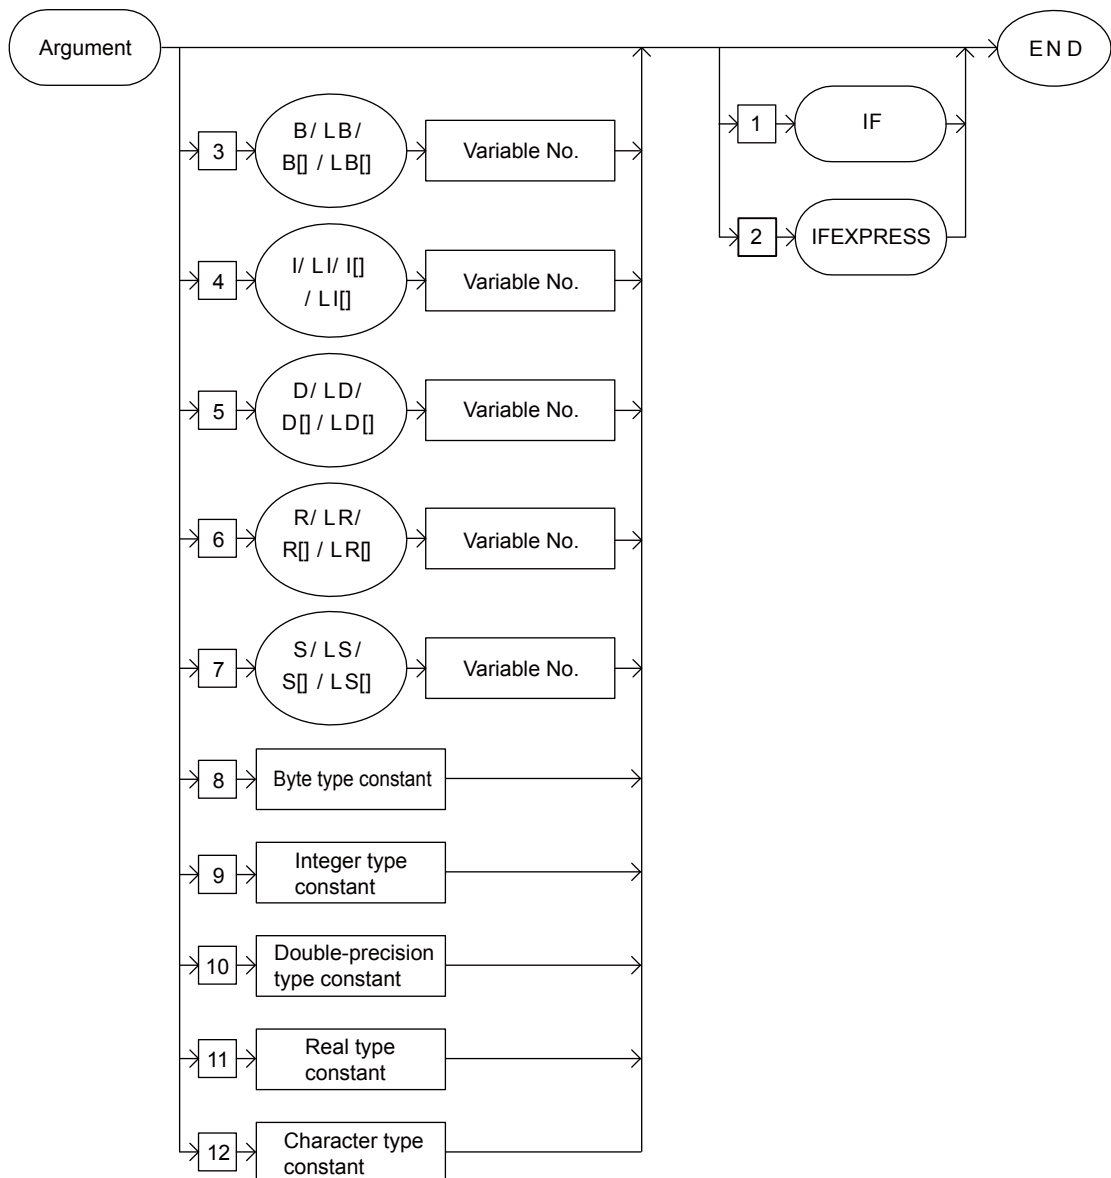 Argument
END
1
IF
3
B/ LB/
B[] / LB[]
Variable No.
2
IFEXPRESS
4
I/ LI/ I[]
/ LI[]
Variable No.
5
D/ LD/
D[] / LD[]
Variable No.
6
R/ LR/
R[] / LR[]
Variable No.
7
S/ LS/
S[] / LS[]
Variable No.
8
Byte type constant
9
Integer type
constant
10
Double-precision
type constant
11
Real type
constant
12
Character type
constant